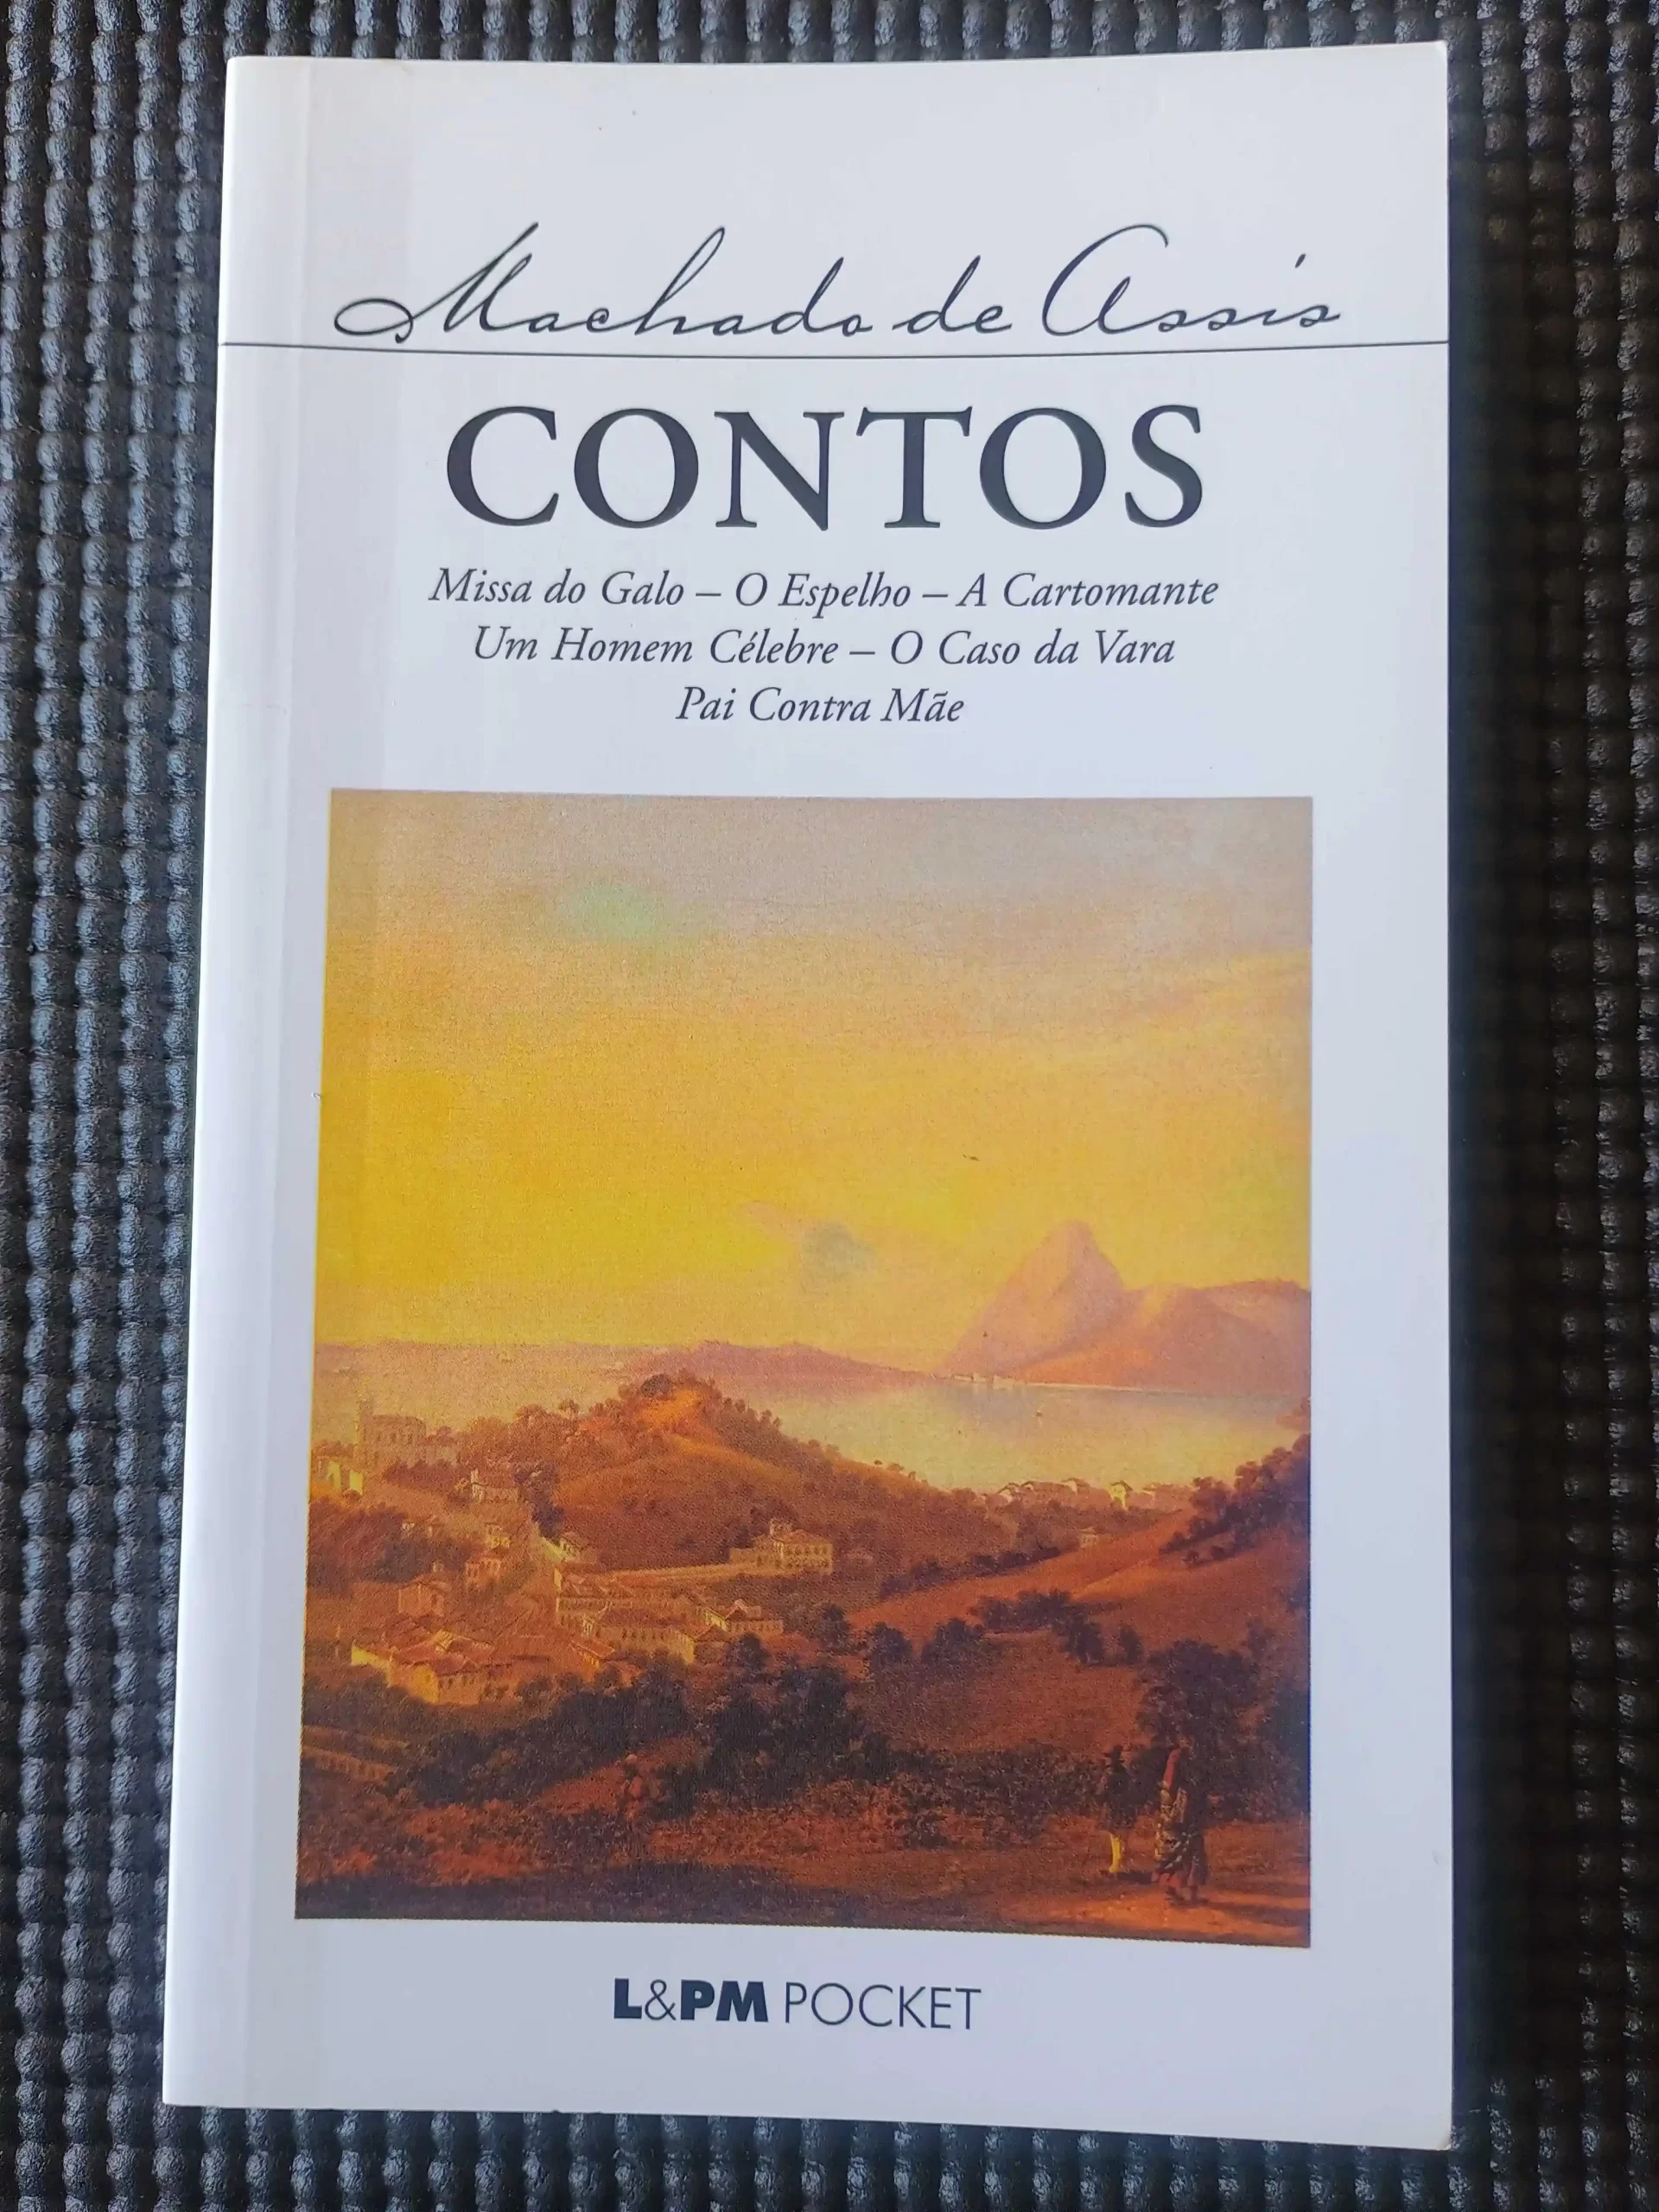 Machado de Assis
CONTOS
Missa do Galo – O Espelho – A Cartomante
Um Homem Célebre – O Caso da Vara
Pai Contra Mãe
L&PM POCKET